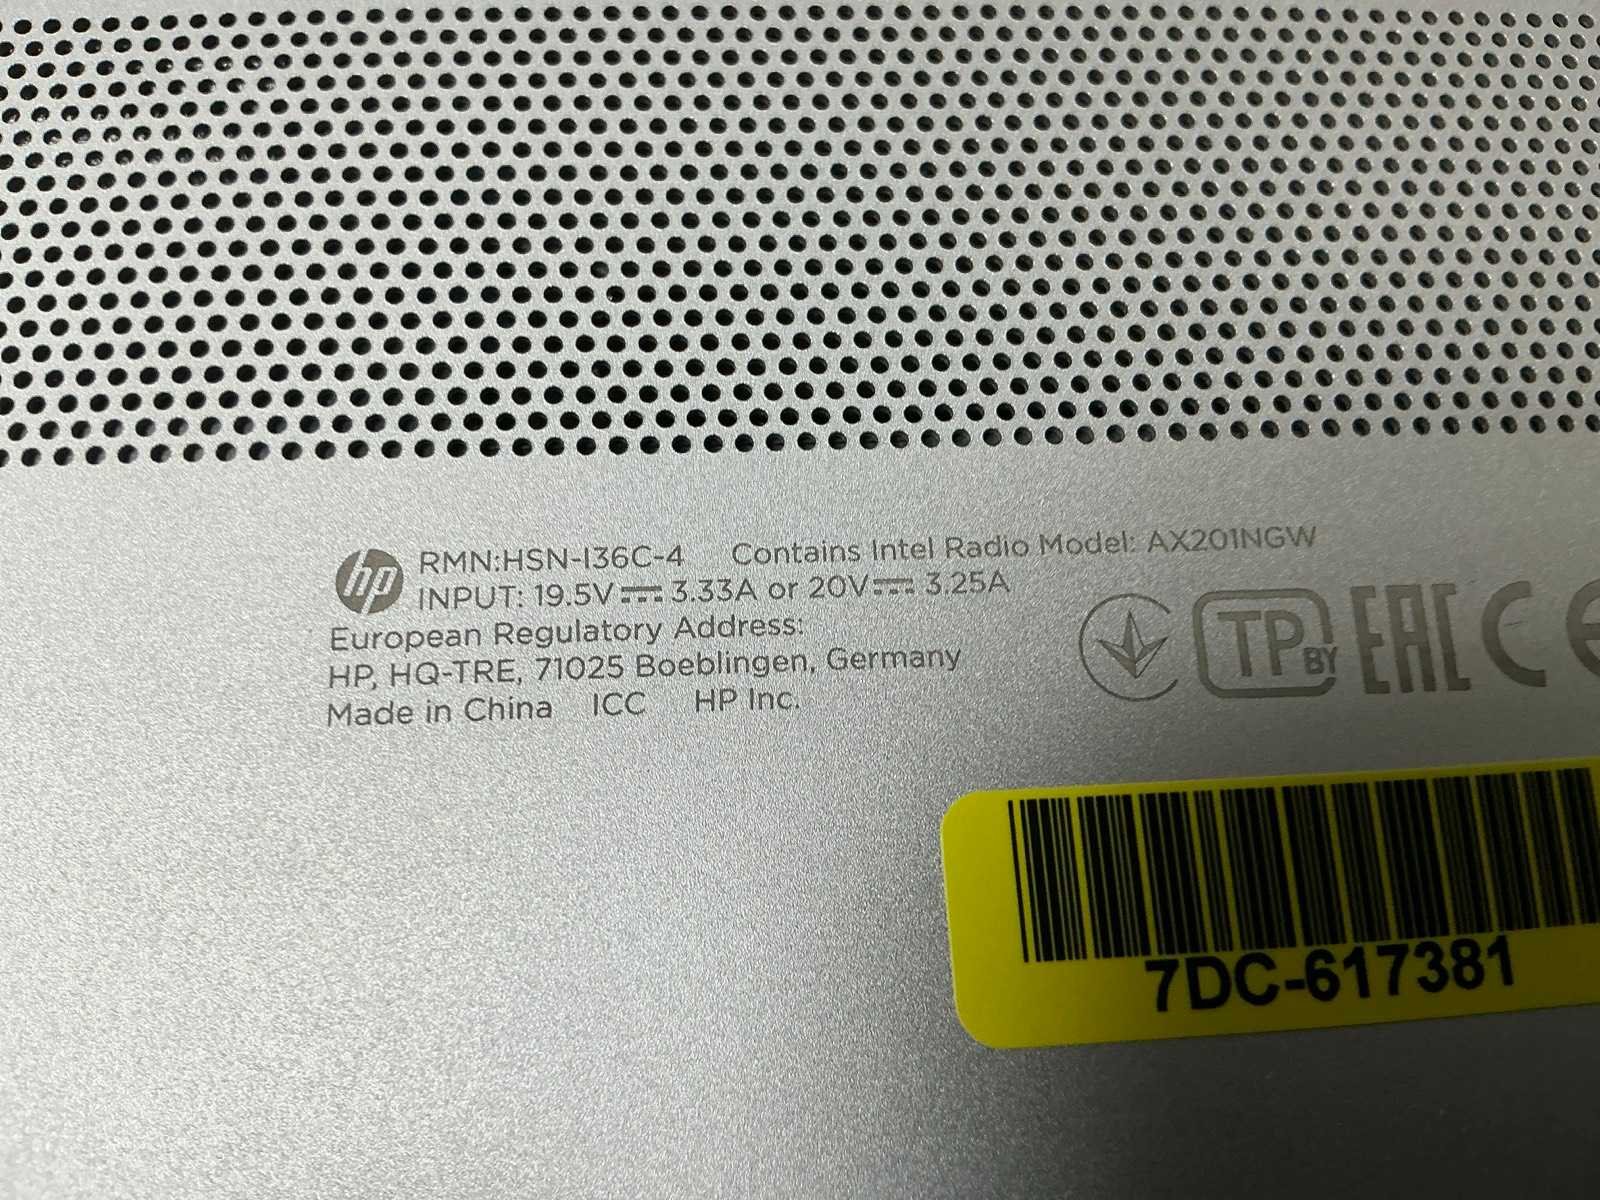 hp
RMN:HSN-I36C-4 Contains Intel Radio Model: AX201NGW
INPUT: 19.5V⎓3.33A or 20V⎓3.25A
European Regulatory Address:
HP, HQ-TRE, 71025 Boeblingen, Germany
Made in China ICC HP Inc.
TP BY EAC CE
7DC-617381